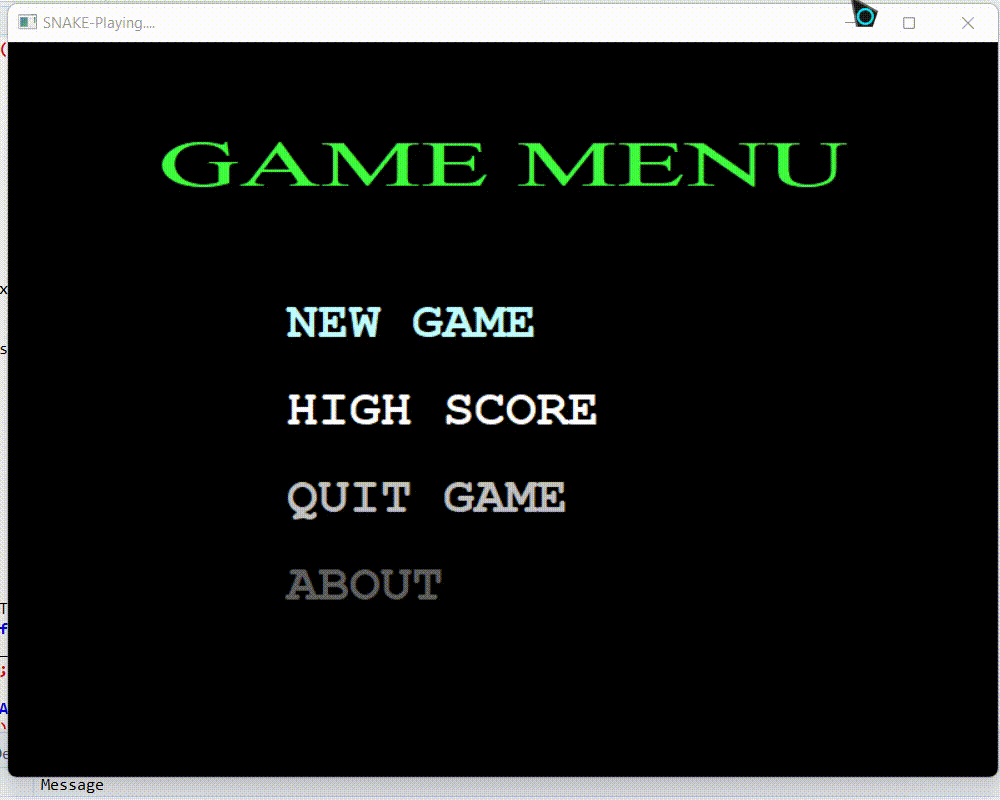 SNAKE-Playing....
(
GAME MENU
x
NEW GAME
s
HIGH SCORE
QUIT GAME
ABOUT
T
f
;
A
Message